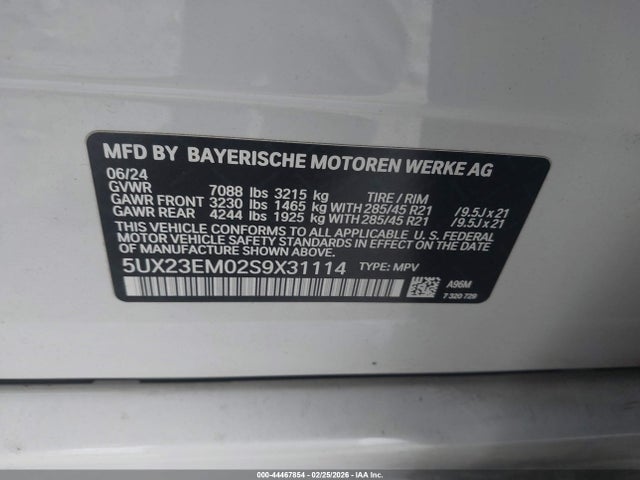 MFD BY BAYERISCHE MOTOREN WERKE AG
06/24
GVWR 7088 lbs 3215 kg TIRE / RIM
GAWR FRONT 3230 lbs 1465 kg WITH 285/45 R21 /9.5J x 21
GAWR REAR 4244 lbs 1925 kg WITH 285/45 R21 /9.5J x 21
THIS VEHICLE CONFORMS TO ALL APPLICABLE U. S. FEDERAL
MOTOR VEHICLE SAFETY STANDARDS IN EFFECT ON THE DATE
OF MANUFACTURE SHOWN ABOVE.
5UX23EM02S9X31114 TYPE: MPV A96M
7 320 729
000-44467854 - 02/25/2026 - IAAI Inc.